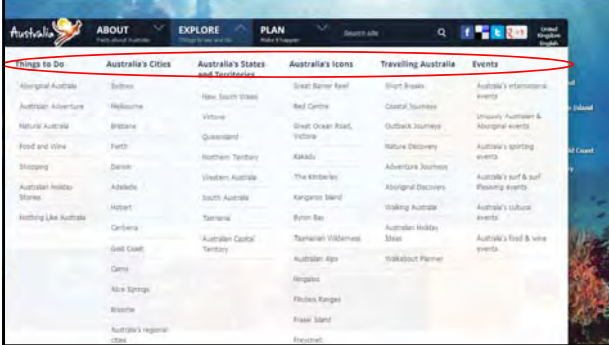 Australia
ABOUT
Facts about Australia
EXPLORE
Things to see and do
PLAN
Make it happen
Search site
United
Kingdom
English
Things to Do
Aboriginal Australia
Australian Adventure
Natural Australia
Food and Wine
Shopping
Australian Holiday
Stories
Nothing Like Australia
Australia's Cities
Sydney
Melbourne
Brisbane
Perth
Darwin
Adelaide
Hobart
Canberra
Gold Coast
Cairns
Alice Springs
Broome
Australia's regional
cities
Australia's States
and Territories
New South Wales
Victoria
Queensland
Northern Territory
Western Australia
South Australia
Tasmania
Australian Capital
Territory
Australia's Icons
Great Barrier Reef
Red Centre
Great Ocean Road,
Victoria
Kakadu
The Kimberley
Kangaroo Island
Byron Bay
Tasmanian Wilderness
Australian Alps
Ningaloo
Flinders Ranges
Fraser Island
Freycinet
Travelling Australia
Short Breaks
Coastal Journeys
Outback Journeys
Nature Discovery
Adventure Journeys
Aboriginal Discovery
Walking Australia
Australian Holiday
Ideas
Walkabout Planner
Events
Australia's international
events
Uniquely Australian &
Aboriginal events
Australia's sporting
events
Australia's surf & surf
lifesaving events
Australia's cultural
events
Australia's food & wine
events
Island
Coast